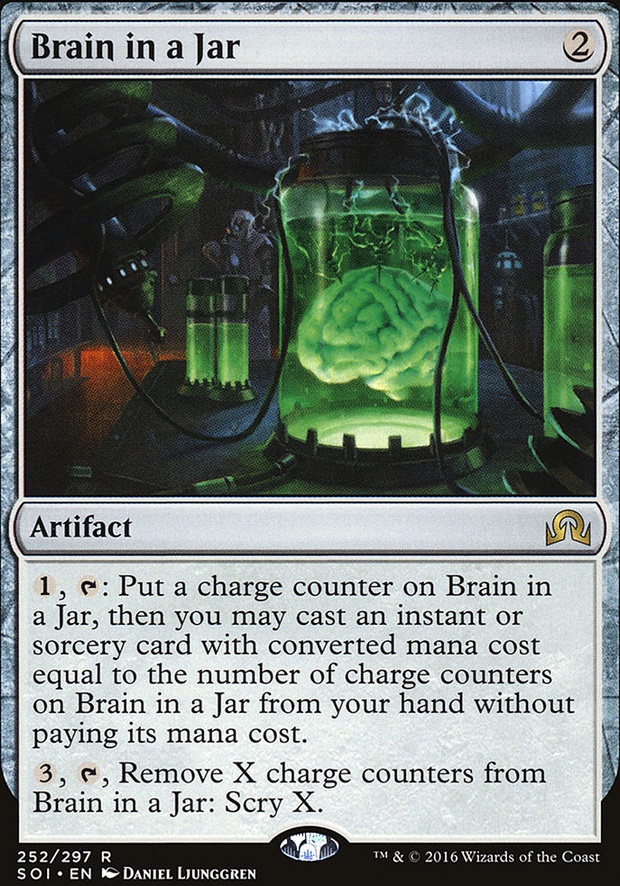 Brain in a Jar 2
Artifact
1, : Put a charge counter on Brain in
a Jar, then you may cast an instant or
sorcery card with converted mana cost
equal to the number of charge counters
on Brain in a Jar from your hand without
paying its mana cost.
3, , Remove X charge counters from
Brain in a Jar: Scry X.
252/297 R
SOI • EN Daniel Ljunggren
™ & © 2016 Wizards of the Coast